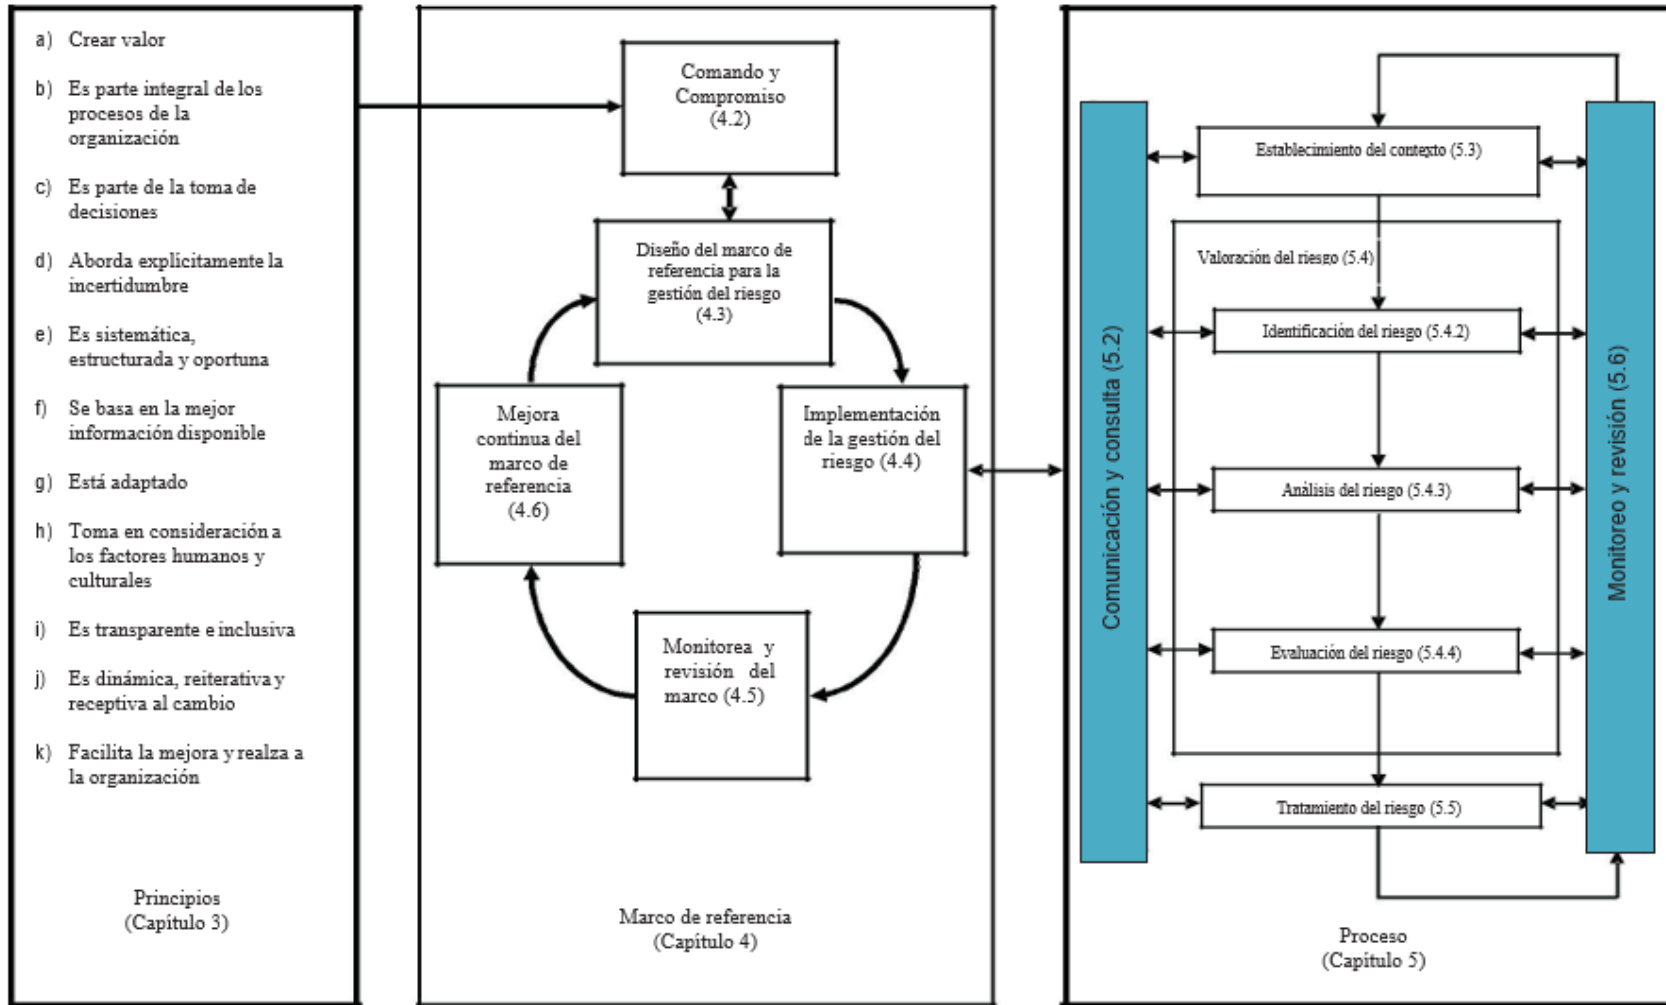 a) Crear valor
b) Es parte integral de los
procesos de la
organización
c) Es parte de la toma de
decisiones
d) Aborda explícitamente la
incertidumbre
e) Es sistemática,
estructurada y oportuna
f) Se basa en la mejor
información disponible
g) Está adaptado
h) Toma en consideración a
los factores humanos y
culturales
i) Es transparente e inclusiva
j) Es dinámica, reiterativa y
receptiva al cambio
k) Facilita la mejora y realza a
la organización
Principios
(Capítulo 3)
Comando y
Compromiso
(4.2)
Diseño del marco de
referencia para la
gestión del riesgo
(4.3)
Mejora
continua del
marco de
referencia
(4.6)
Implementación
de la gestión del
riesgo (4.4)
Monitorea y
revisión del
marco (4.5)
Marco de referencia
(Capítulo 4)
Comunicación y consulta (5.2)
Establecimiento del contexto (5.3)
Valoración del riesgo (5.4)
Identificación del riesgo (5.4.2)
Análisis del riesgo (5.4.3)
Evaluación del riesgo (5.4.4)
Tratamiento del riesgo (5.5)
Monitoreo y revisión (5.6)
Proceso
(Capítulo 5)